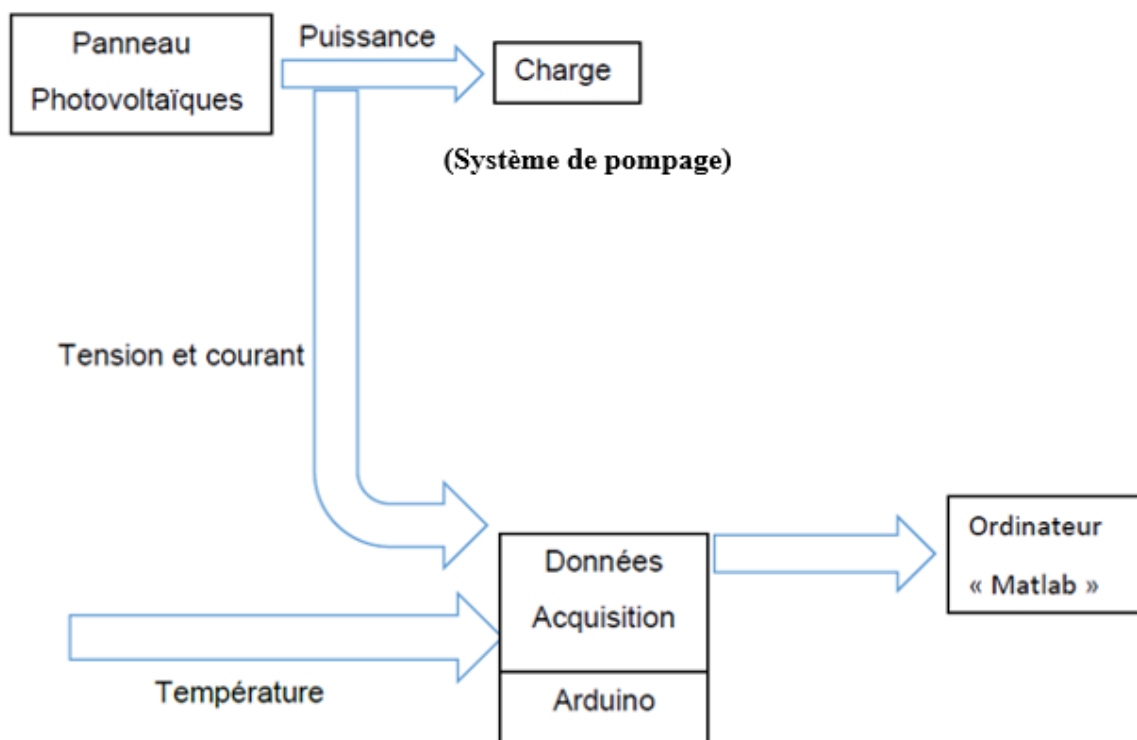 Panneau
Photovoltaïques
Puissance
Charge
(Système de pompage)
Tension et courant
Données
Acquisition
Arduino
Ordinateur
« Matlab »
Température